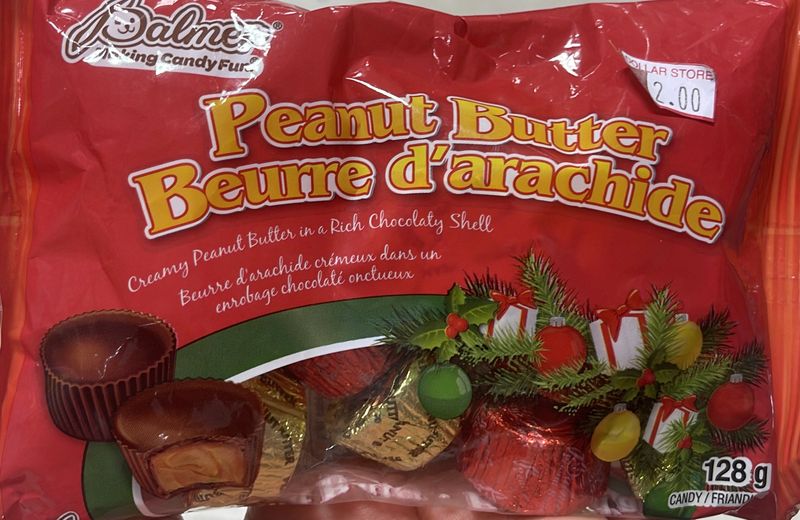 Palmer®
Making Candy Fun®
DOLLAR STORE
2.00
Peanut Butter
Beurre d'arachide
Creamy Peanut Butter in a Rich Chocolaty Shell
Beurre d'arachide crémeux dans un
enrobage chocolaté onctueux
128 g
CANDY / FRIANDI